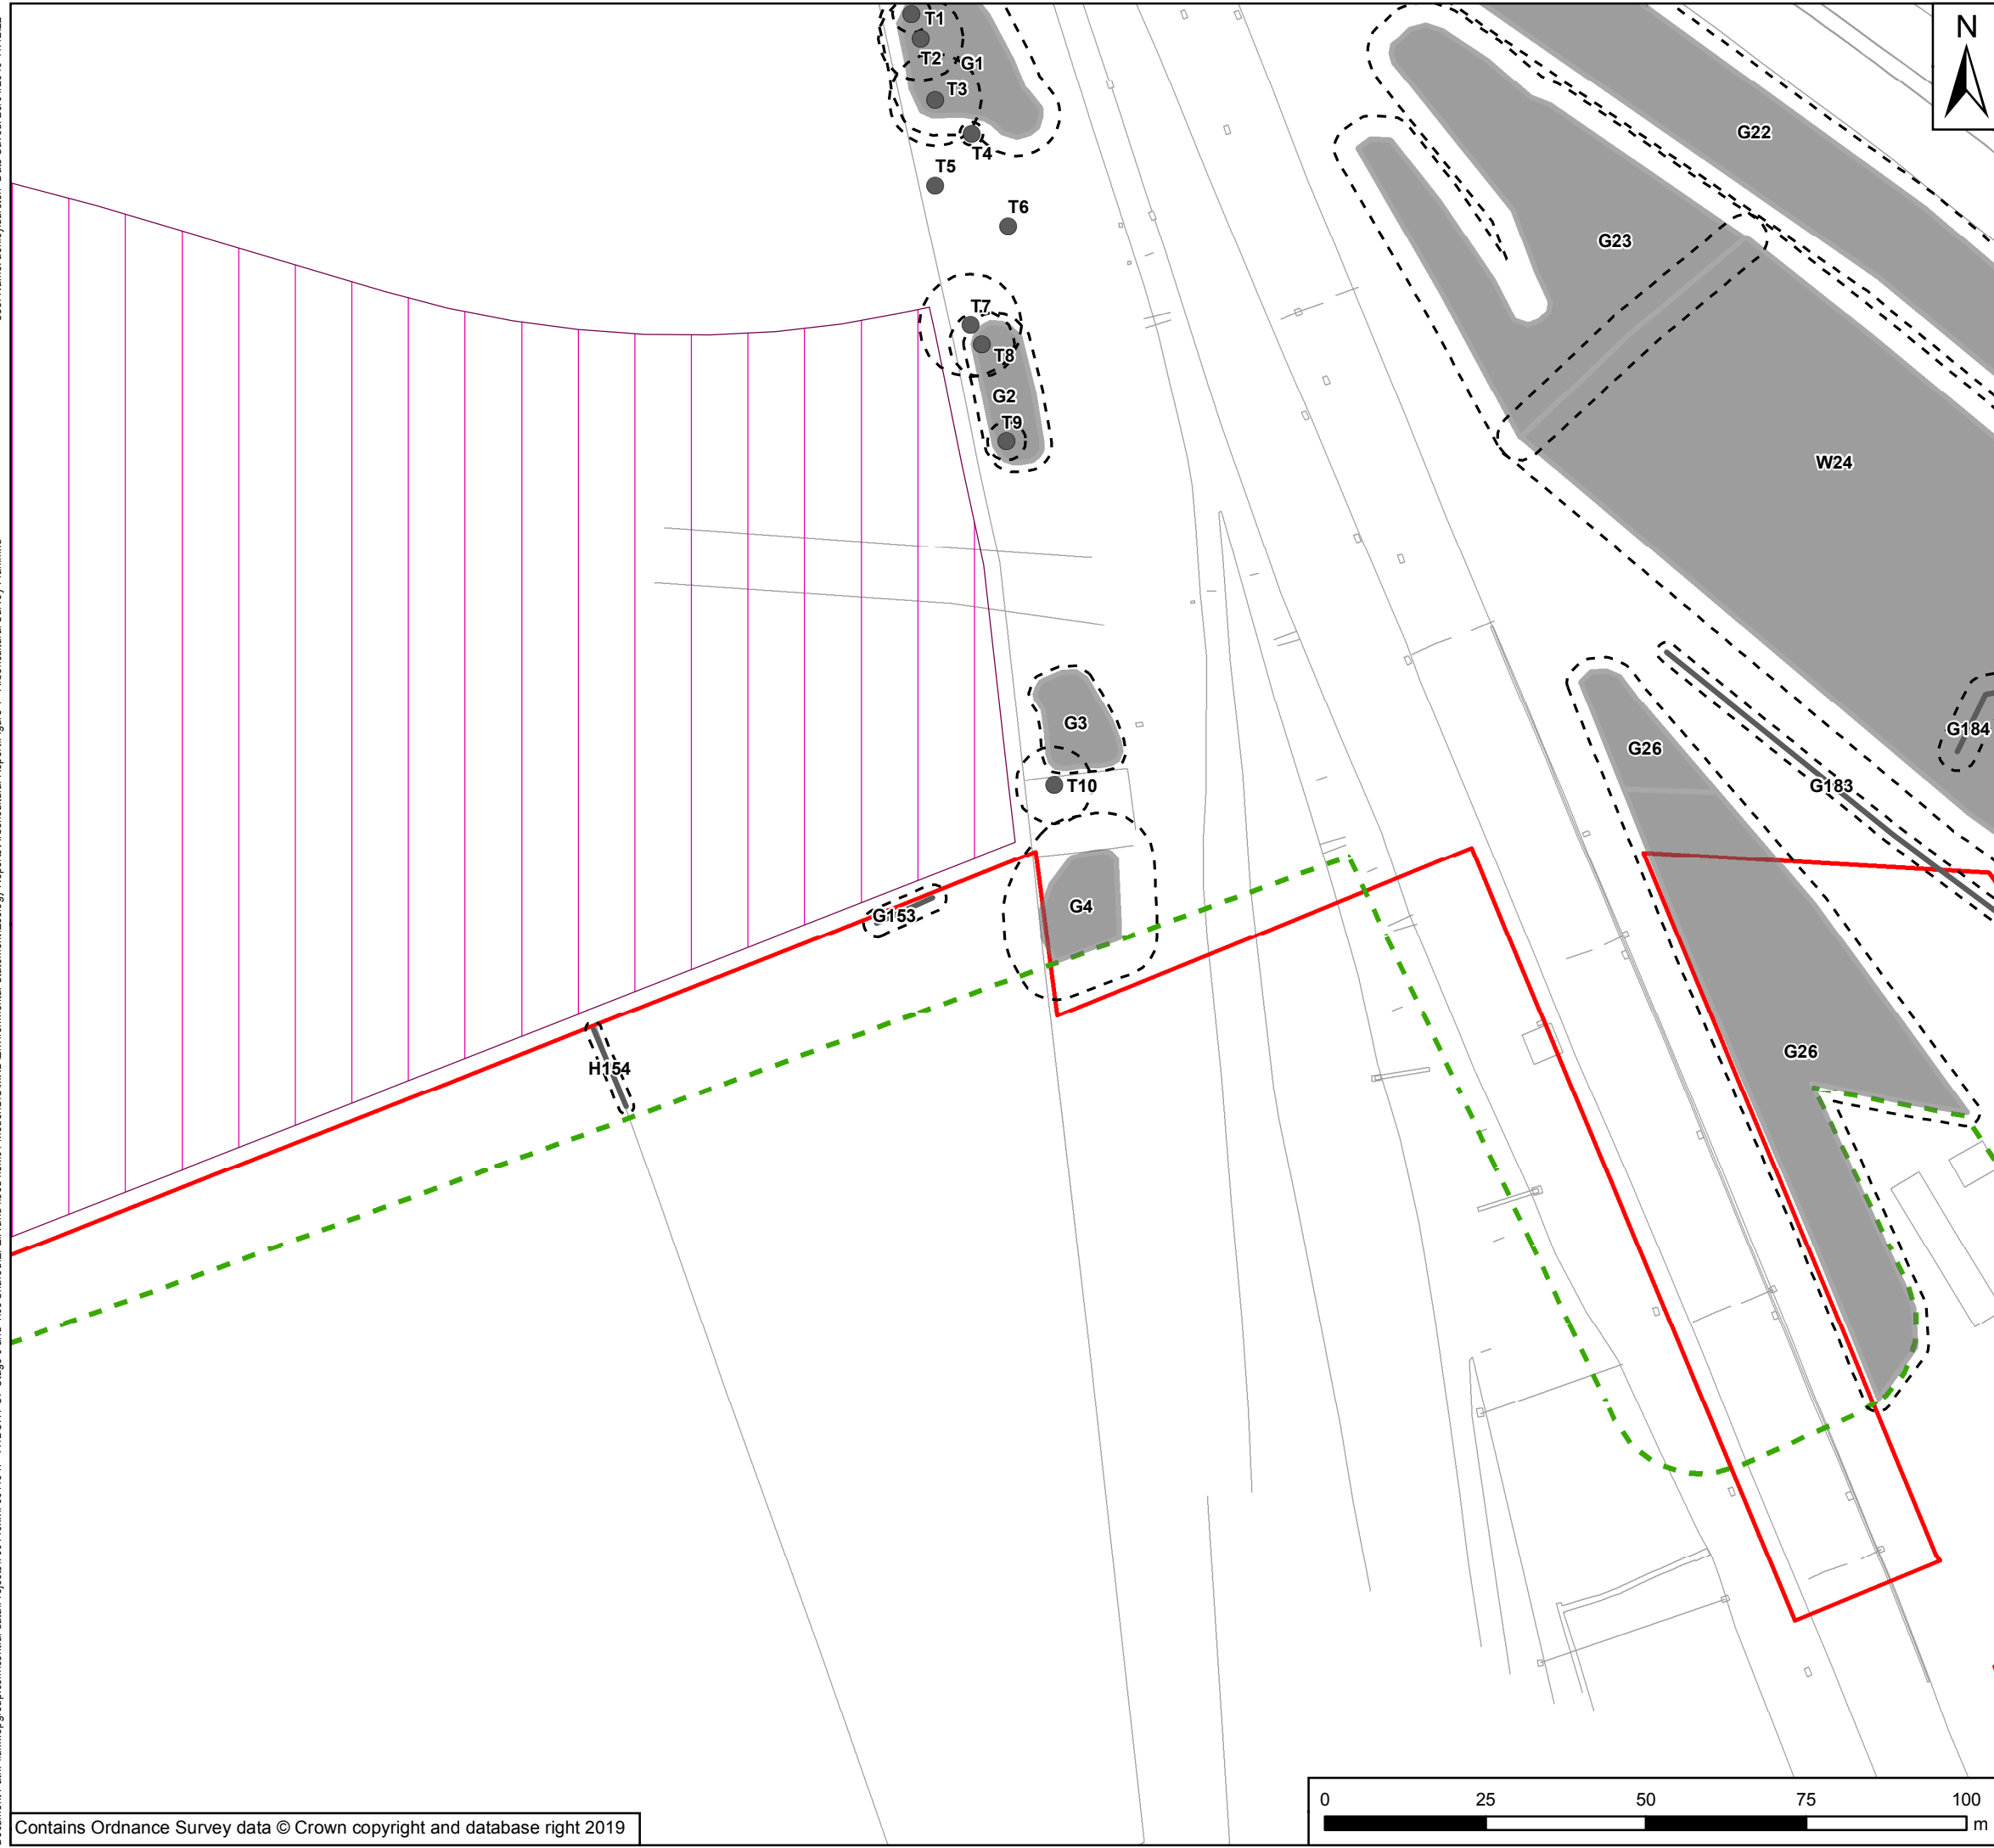 T1
N
T2
G1
T3
G22
T4
T5
T6
G23
T7
T8
G2
T9
W24
G3
G184
G26
T10
G183
G4
G153
G26
H154
0 25 50 75 100
m
Contains Ordnance Survey data © Crown copyright and database right 2019